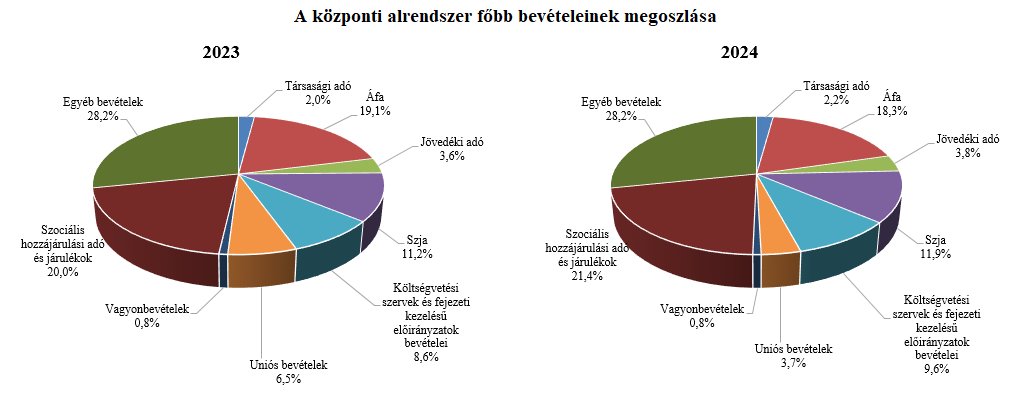 A központi alrendszer főbb bevételeinek megoszlása
2023
Társasági adó
2,0%
Áfa
19,1%
Jövedéki adó
3,6%
Szja
11,2%
Költségvetési
szervek és fejezeti
kezelésű
előirányzatok
bevételei
8,6%
Uniós bevételek
6,5%
Vagyonbevételek
0,8%
Szociális
hozzájárulási adó
és járulékok
20,0%
Egyéb bevételek
28,2%
2024
Társasági adó
2,2%
Áfa
18,3%
Jövedéki adó
3,8%
Szja
11,9%
Költségvetési
szervek és fejezeti
kezelésű
előirányzatok
bevételei
9,6%
Uniós bevételek
3,7%
Vagyonbevételek
0,8%
Szociális
hozzájárulási adó
és járulékok
21,4%
Egyéb bevételek
28,2%